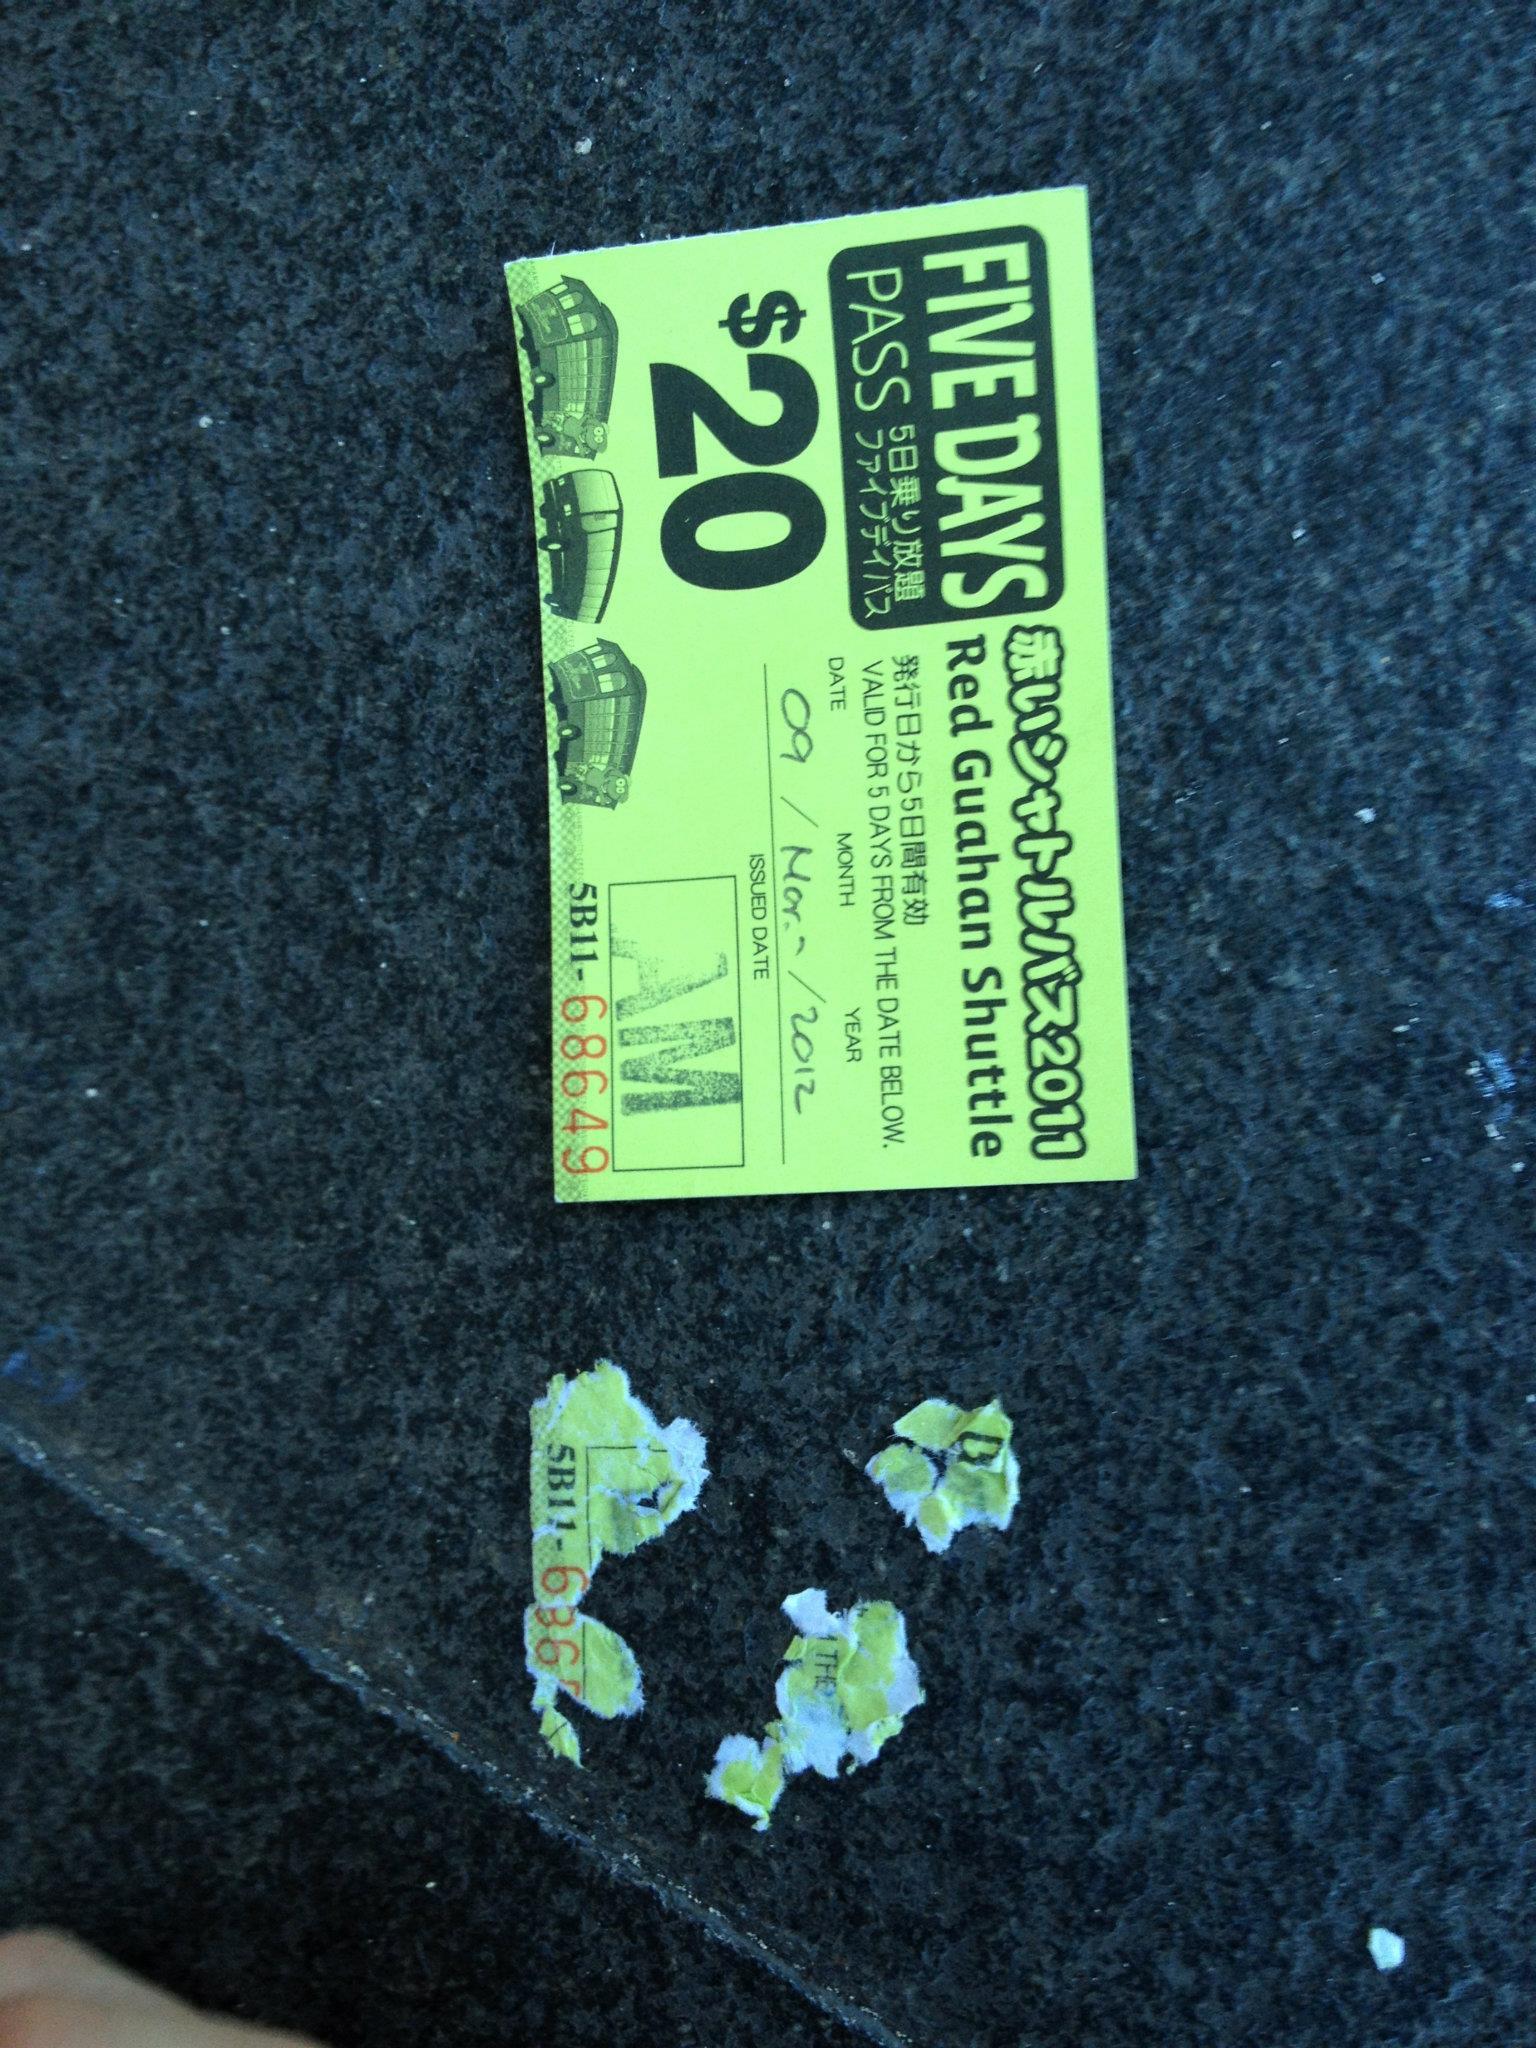 FIVE DAYS
PASS 5日乗り放題
ファイブデイパス
$20
赤いシャトルバス2011
Red Guahan Shuttle
発行日から5日間有効
VALID FOR 5 DAYS FROM THE DATE BELOW.
DATE MONTH YEAR
09 / Mar. / 2012
ISSUED DATE
AM
5B11- 68649
5B11- 6865
THE